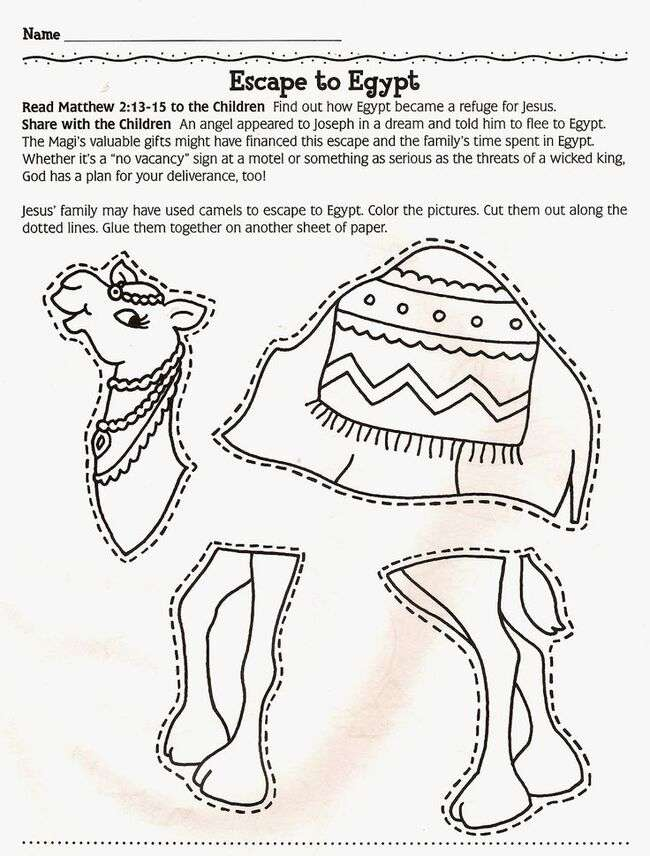 Name
Escape to Egypt
Read Matthew 2:13-15 to the Children Find out how Egypt became a refuge for Jesus.
Share with the Children An angel appeared to Joseph in a dream and told him to flee to Egypt.
The Magi's valuable gifts might have financed this escape and the family's time spent in Egypt.
Whether it's a “no vacancy” sign at a motel or something as serious as the threats of a wicked king,
God has a plan for your deliverance, too!
Jesus' family may have used camels to escape to Egypt. Color the pictures. Cut them out along the
dotted lines. Glue them together on another sheet of paper.